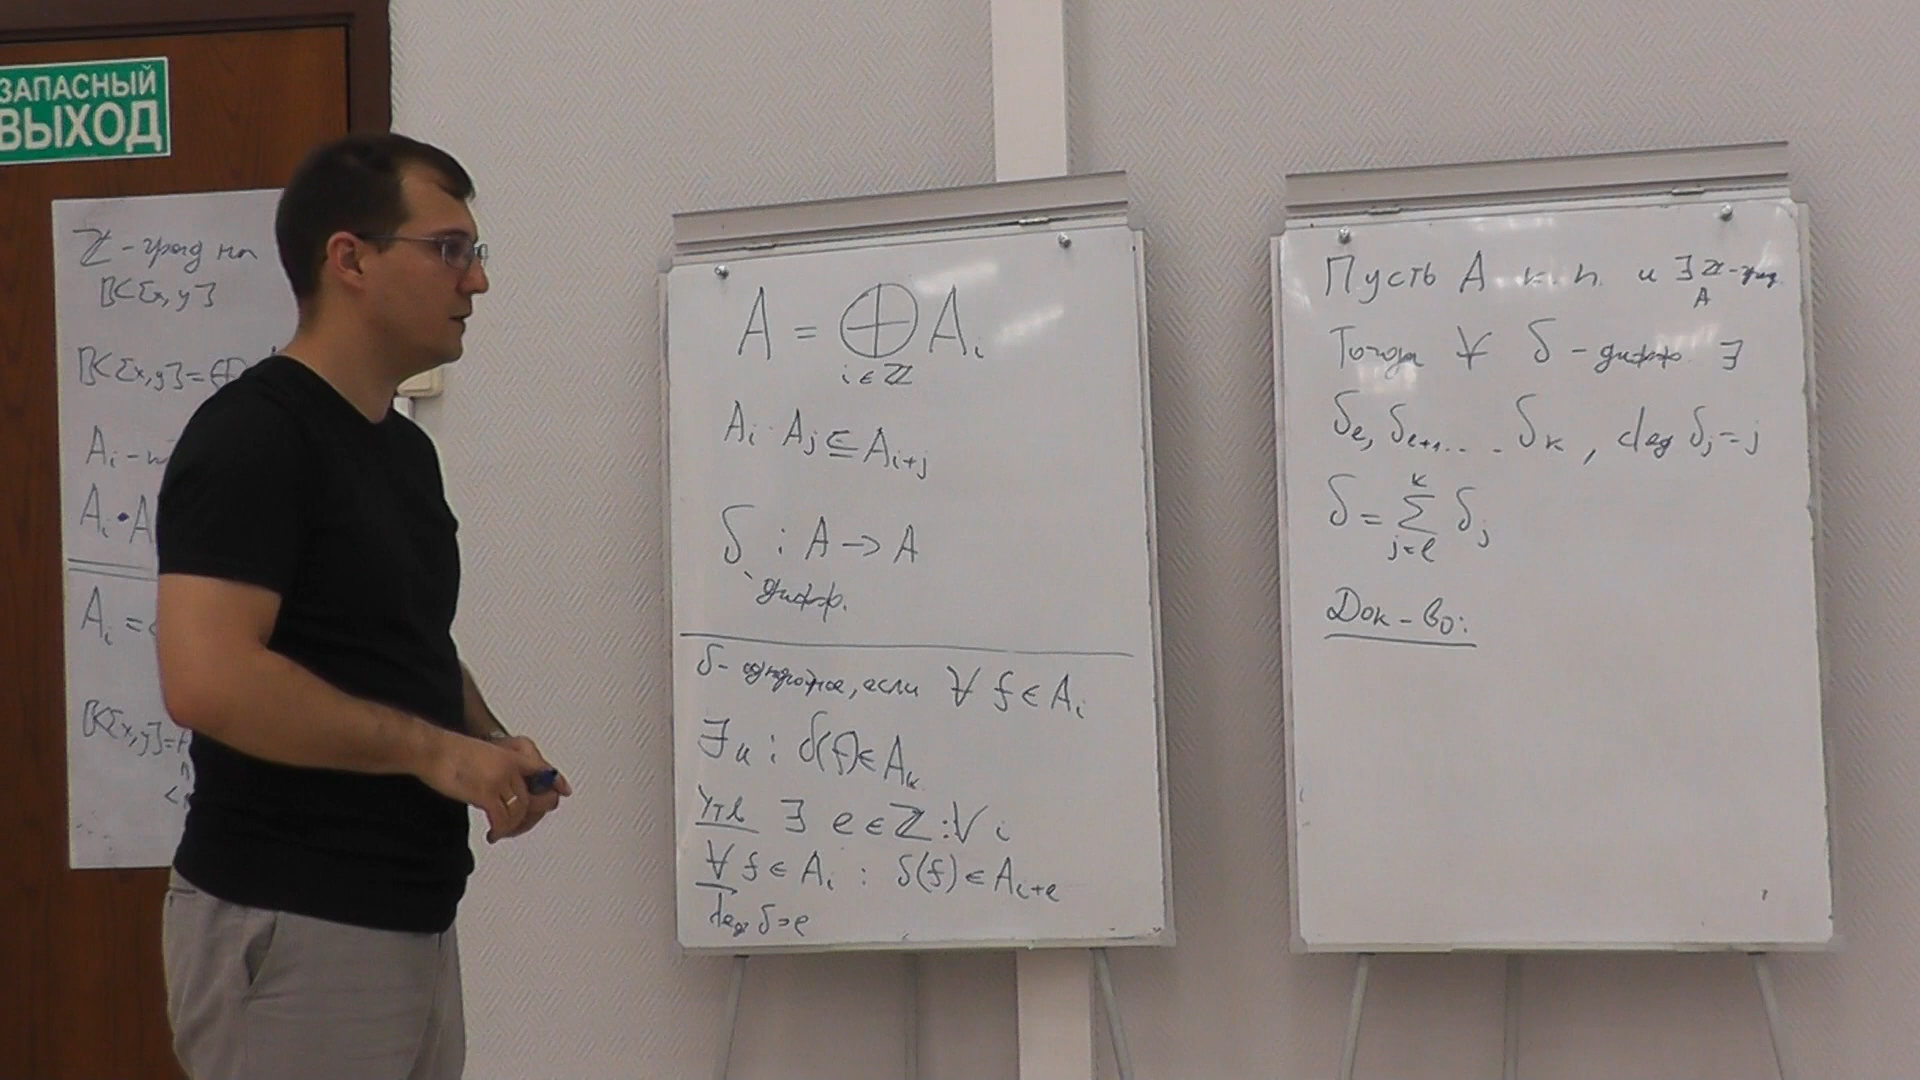 ЗАПАСНЫЙ
ВЫХОД
ℤ - град на
𝕂[x, y]
𝕂[x, y] = ⊕
A_i -
A_i • A
A_i =
𝕂[x, y] =
A = ⊕ A_i
i ∈ ℤ
A_i · A_j ⊆ A_{i+j}
δ : A → A
дифф.
δ - однородное, если ∀ f ∈ A_i
∃ k : δ(f) ∈ A_k
Утв ∃ e ∈ ℤ : ∀ i
∀ f ∈ A_i : δ(f) ∈ A_{i+e}
deg δ = e
Пусть A к. п. и ∃ ℤ - град.
A
Тогда ∀ δ - дифф. ∃
δ_e, δ_{e+1} ... δ_k, deg δ_j = j
δ = ∑_{j=e}^{k} δ_j
Док - во: